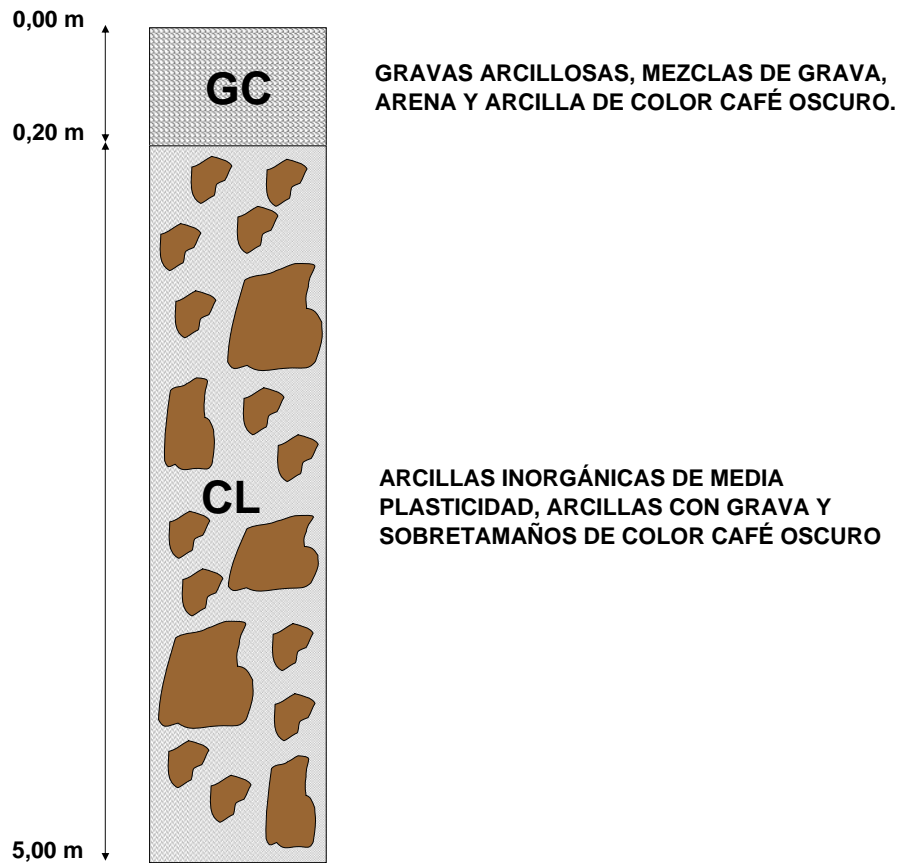 0,00 m
GC
GRAVAS ARCILLOSAS, MEZCLAS DE GRAVA,
ARENA Y ARCILLA DE COLOR CAFÉ OSCURO.
0,20 m
ARCILLAS INORGÁNICAS DE MEDIA
PLASTICIDAD, ARCILLAS CON GRAVA Y
SOBRETAMAÑOS DE COLOR CAFÉ OSCURO
CL
5,00 m